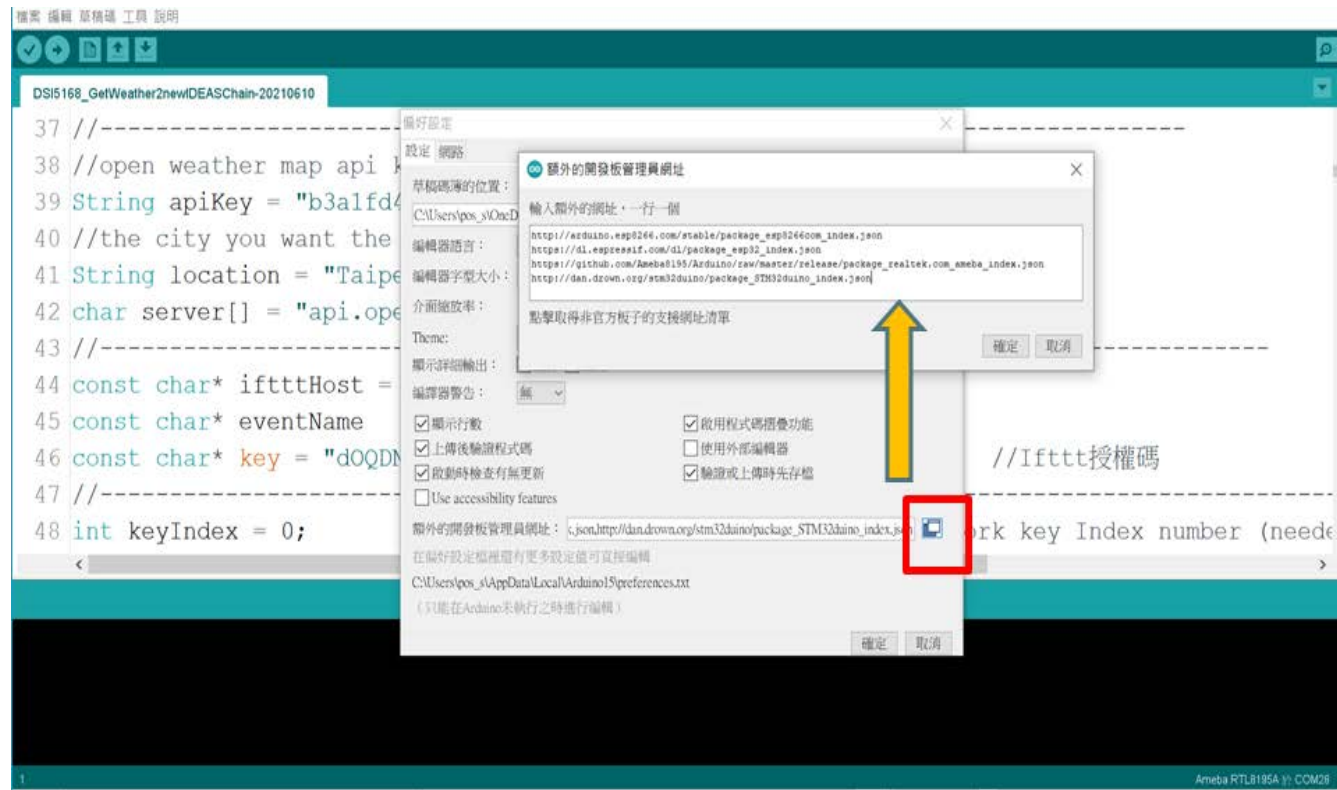 檔案 編輯 草稿碼 工具 說明
DSI5168_GetWeather2newIDEASChain-20210610
37 //-----------------------
38 //open weather map api k
39 String apiKey = "b3a1fd4
40 //the city you want the
41 String location = "Taipe
42 char server[] = "api.ope
43 //-----------------------
44 const char* iftttHost =
45 const char* eventName
46 const char* key = "dOQDN
//Ifttt授權碼
47 //-----------------------
48 int keyIndex = 0;
ork key Index number (neede
偏好設定
設定 網路
草稿碼簿的位置：
C:\Users\pos_s\OneD
編輯器語言：
編輯器字型大小：
介面縮放率：
Theme:
顯示詳細輸出：
編譯器警告： 無
顯示行數
啟用程式碼摺疊功能
上傳後驗證程式碼
使用外部編輯器
啟動時檢查有無更新
驗證或上傳時先存檔
Use accessibility features
額外的開發板管理員網址： s.json,http://dan.drown.org/stm32duino/package_STM32duino_index.json
在偏好設定檔裡還有更多設定值可直接編輯
C:\Users\pos_s\AppData\Local\Arduino15\preferences.txt
（只能在Arduino未執行之時進行編輯）
確定 取消
額外的開發板管理員網址
輸入額外的網址，一行一個
http://arduino.esp8266.com/stable/package_esp8266com_index.json
https://dl.espressif.com/dl/package_esp32_index.json
https://github.com/Ameba8195/Arduino/raw/master/release/package_realtek.com_ameba_index.json
http://dan.drown.org/stm32duino/package_STM32duino_index.json
點擊取得非官方板子的支援網址清單
確定 取消
1
Ameba RTL8195A 於 COM28